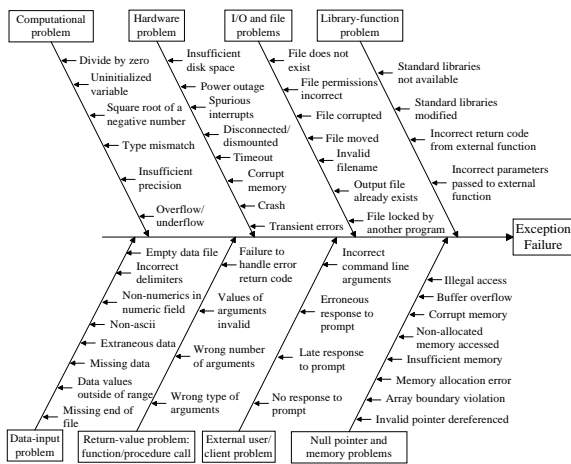 Computational
problem
Hardware
problem
I/O and file
problems
Library-function
problem
Divide by zero
Uninitialized
variable
Square root of a
negative number
Type mismatch
Insufficient
precision
Overflow/
underflow
Insufficient
disk space
Power outage
Spurious
interrupts
Disconnected/
dismounted
Timeout
Corrupt
memory
Crash
Transient errors
File does not
exist
File permissions
incorrect
File corrupted
File moved
Invalid
filename
Output file
already exists
File locked by
another program
Standard libraries
not available
Standard libraries
modified
Incorrect return code
from external function
Incorrect parameters
passed to external
function
Exception
Failure
Empty data file
Incorrect
delimiters
Non-numerics in
numeric field
Non-ascii
Extraneous data
Missing data
Data values
outside of range
Missing end of
file
Failure to
handle error
return code
Values of
arguments
invalid
Wrong number
of arguments
Wrong type of
arguments
Incorrect
command line
arguments
Erroneous
response to
prompt
Late response
to prompt
No response to
prompt
Illegal access
Buffer overflow
Corrupt memory
Non-allocated
memory accessed
Insufficient memory
Memory allocation error
Array boundary violation
Invalid pointer dereferenced
Data-input
problem
Return-value problem:
function/procedure call
External user/
client problem
Null pointer and
memory problems